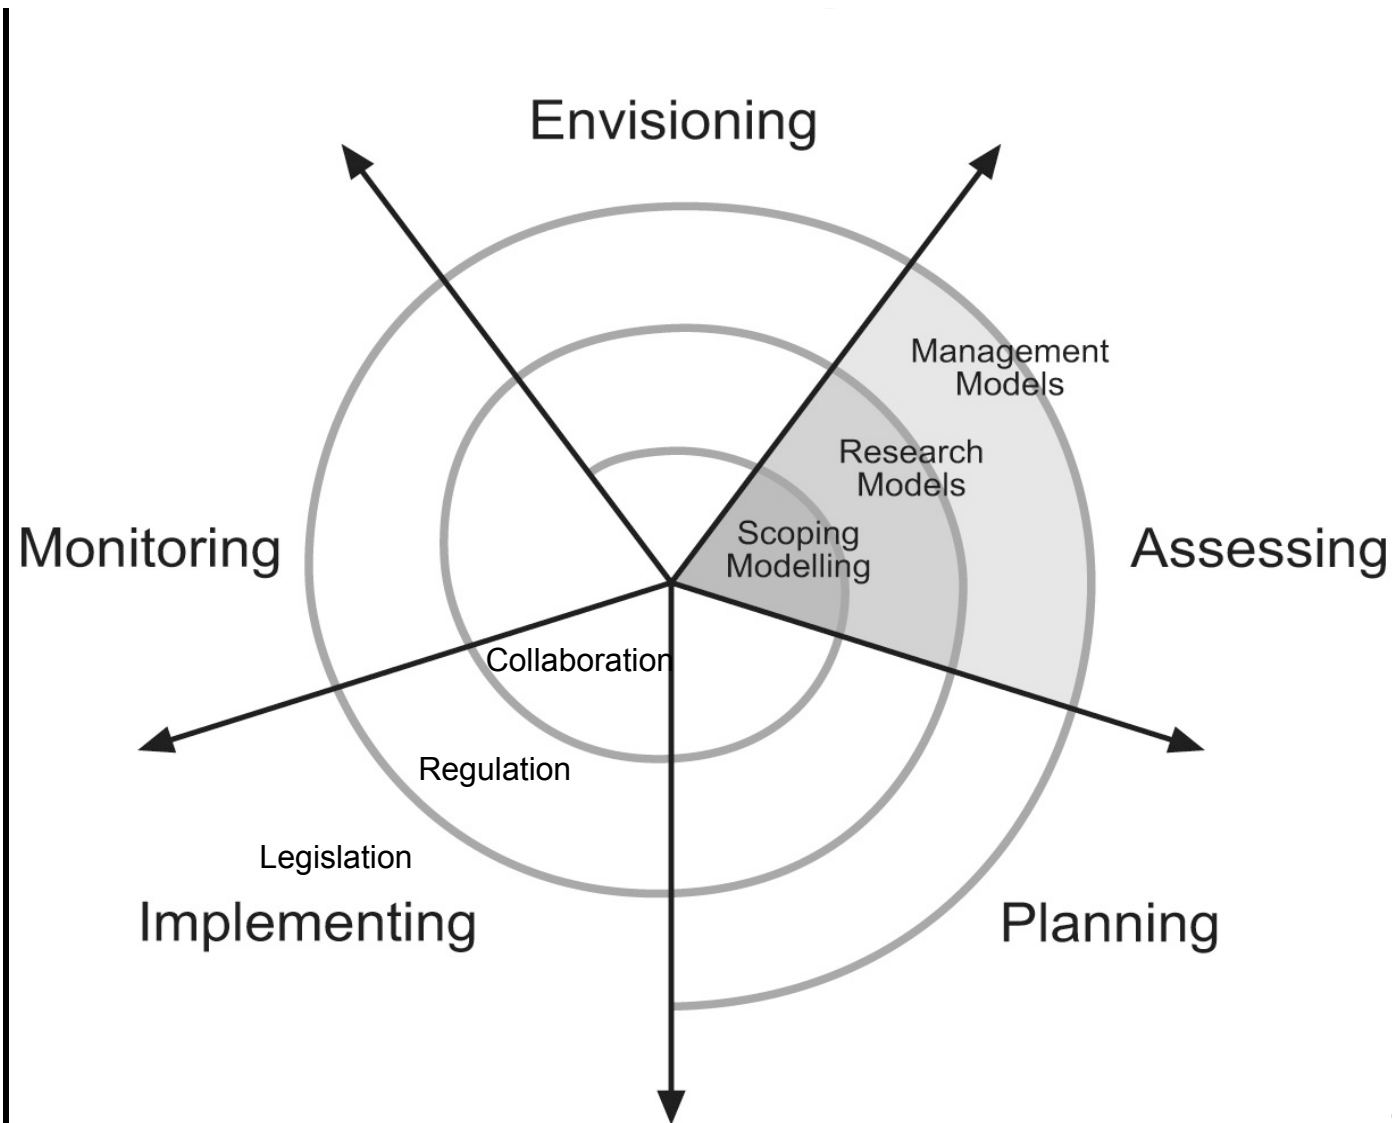 Envisioning
Management
Models
Research
Models
Scoping
Modelling
Monitoring
Assessing
Collaboration
Regulation
Legislation
Implementing
Planning